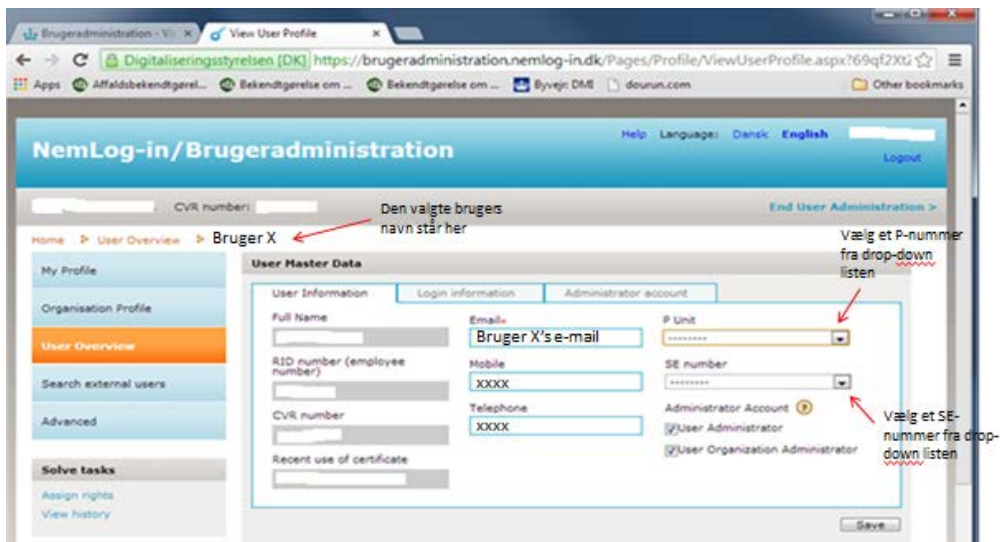 Brugeradministration - Vi
View User Profile
Digitaliseringsstyrelsen [DK] https://brugeradministration.nemlog-in.dk/Pages/Profile/ViewUserProfile.aspx?69qf2Xti
Apps Affaldsbekendtgørel... Bekendtgørelse om ... Bekendtgørelse om ... Byvejr: DMI dourun.com Other bookmarks
Help Language: Dansk English
NemLog-in/Brugeradministration
Logout
CVR number:
Den valgte brugers
navn står her
End User Administration >
Home User Overview Bruger X
Vælg et P-nummer
fra drop-down
listen
My Profile
Organisation Profile
User Overview
Search external users
Advanced
Solve tasks
Assign rights
View history
User Master Data
User Information Login information Administrator account
Full Name
RID number (employee
number)
CVR number
Recent use of certificate
Email*
Bruger X's e-mail
Mobile
xxxx
Telephone
xxxx
P Unit
--------
SE number
--------
Administrator Account ?
User Administrator
User Organization Administrator
Vælg et SE-
nummer fra drop-
down listen
Save